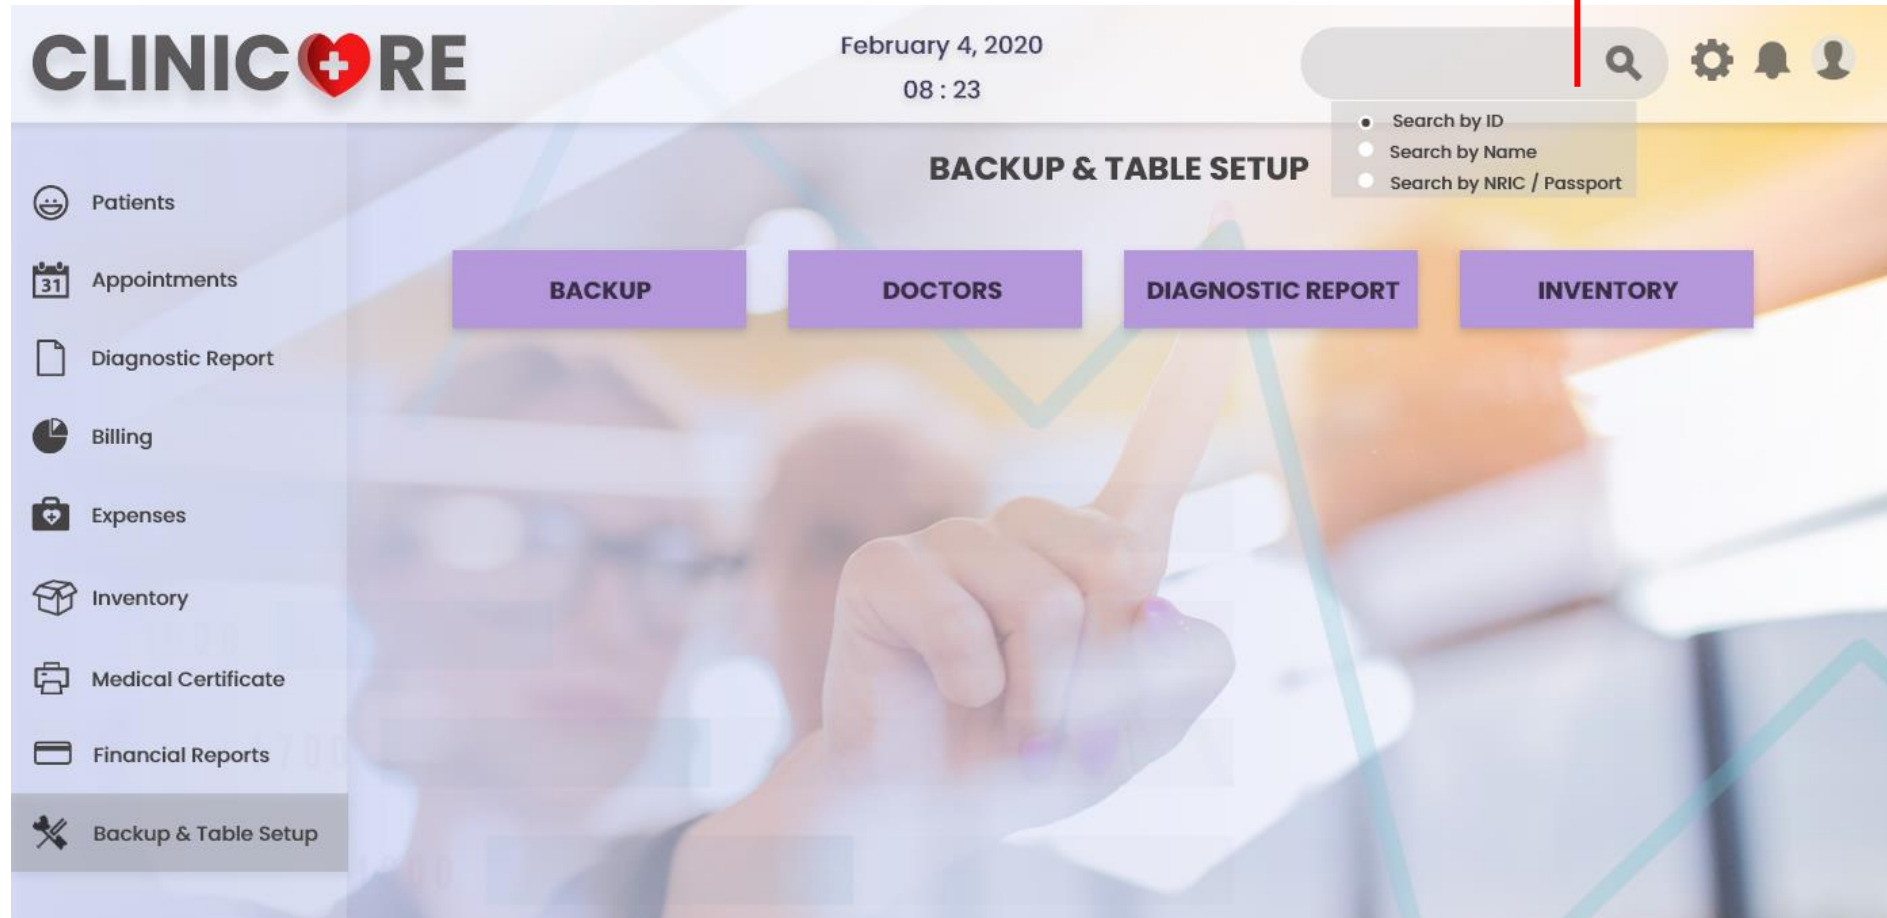 CLINICORE
February 4, 2020
08 : 23
Search by ID
Search by Name
Search by NRIC / Passport
BACKUP & TABLE SETUP
Patients
31
Appointments
Diagnostic Report
Billing
Expenses
Inventory
Medical Certificate
Financial Reports
Backup & Table Setup
BACKUP
DOCTORS
DIAGNOSTIC REPORT
INVENTORY